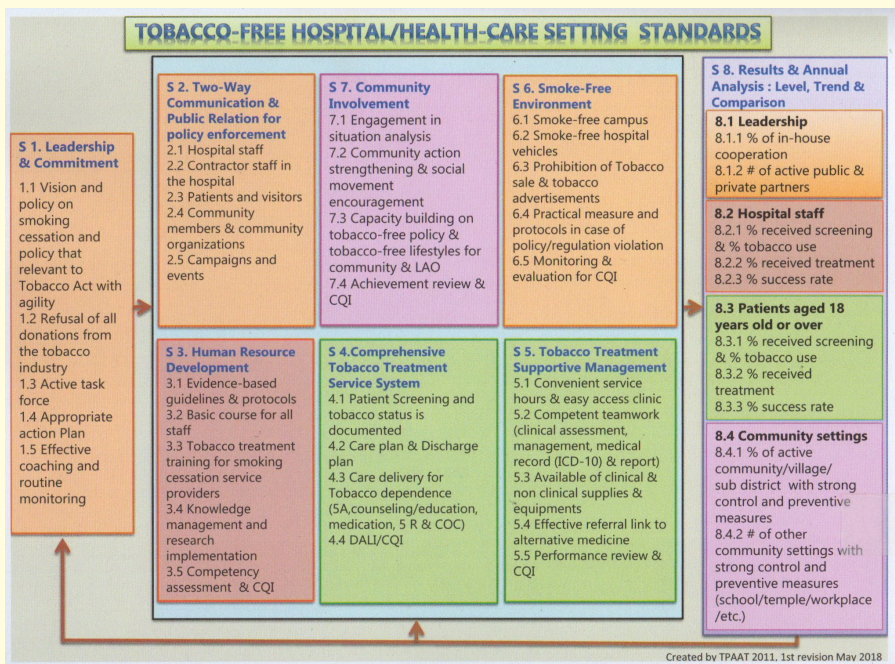 TOBACCO-FREE HOSPITAL/HEALTH-CARE SETTING STANDARDS
S 1. Leadership
& Commitment
1.1 Vision and
policy on
smoking
cessation and
policy that
relevant to
Tobacco Act with
agility
1.2 Refusal of all
donations from
the tobacco
industry
1.3 Active task
force
1.4 Appropriate
action Plan
1.5 Effective
coaching and
routine
monitoring
S 2. Two-Way
Communication &
Public Relation for
policy enforcement
2.1 Hospital staff
2.2 Contractor staff in
the hospital
2.3 Patients and visitors
2.4 Community
members & community
organizations
2.5 Campaigns and
events
S 7. Community
Involvement
7.1 Engagement in
situation analysis
7.2 Community action
strengthening & social
movement
encouragement
7.3 Capacity building on
tobacco-free policy &
tobacco-free lifestyles for
community & LAO
7.4 Achievement review &
CQI
S 6. Smoke-Free
Environment
6.1 Smoke-free campus
6.2 Smoke-free hospital
vehicles
6.3 Prohibition of Tobacco
sale & tobacco
advertisements
6.4 Practical measure and
protocols in case of
policy/regulation violation
6.5 Monitoring &
evaluation for CQI
S 3. Human Resource
Development
3.1 Evidence-based
guidelines & protocols
3.2 Basic course for all
staff
3.3 Tobacco treatment
training for smoking
cessation service
providers
3.4 Knowledge
management and
research
implementation
3.5 Competency
assessment & CQI
S 4.Comprehensive
Tobacco Treatment
Service System
4.1 Patient Screening and
tobacco status is
documented
4.2 Care plan & Discharge
plan
4.3 Care delivery for
Tobacco dependence
(5A,counseling/education,
medication, 5 R & COC)
4.4 DALI/CQI
S 5. Tobacco Treatment
Supportive Management
5.1 Convenient service
hours & easy access clinic
5.2 Competent teamwork
(clinical assessment,
management, medical
record (ICD-10) & report)
5.3 Available of clinical &
non clinical supplies &
equipments
5.4 Effective referral link to
alternative medicine
5.5 Performance review &
CQI
S 8. Results & Annual
Analysis : Level, Trend &
Comparison
8.1 Leadership
8.1.1 % of in-house
cooperation
8.1.2 # of active public &
private partners
8.2 Hospital staff
8.2.1 % received screening
& % tobacco use
8.2.2 % received treatment
8.2.3 % success rate
8.3 Patients aged 18
years old or over
8.3.1 % received screening
& % tobacco use
8.3.2 % received
treatment
8.3.3 % success rate
8.4 Community settings
8.4.1 % of active
community/village/
sub district with strong
control and preventive
measures
8.4.2 # of other
community settings with
strong control and
preventive measures
(school/temple/workplace
/etc.)
Created by TPAAT 2011, 1st revision May 2018